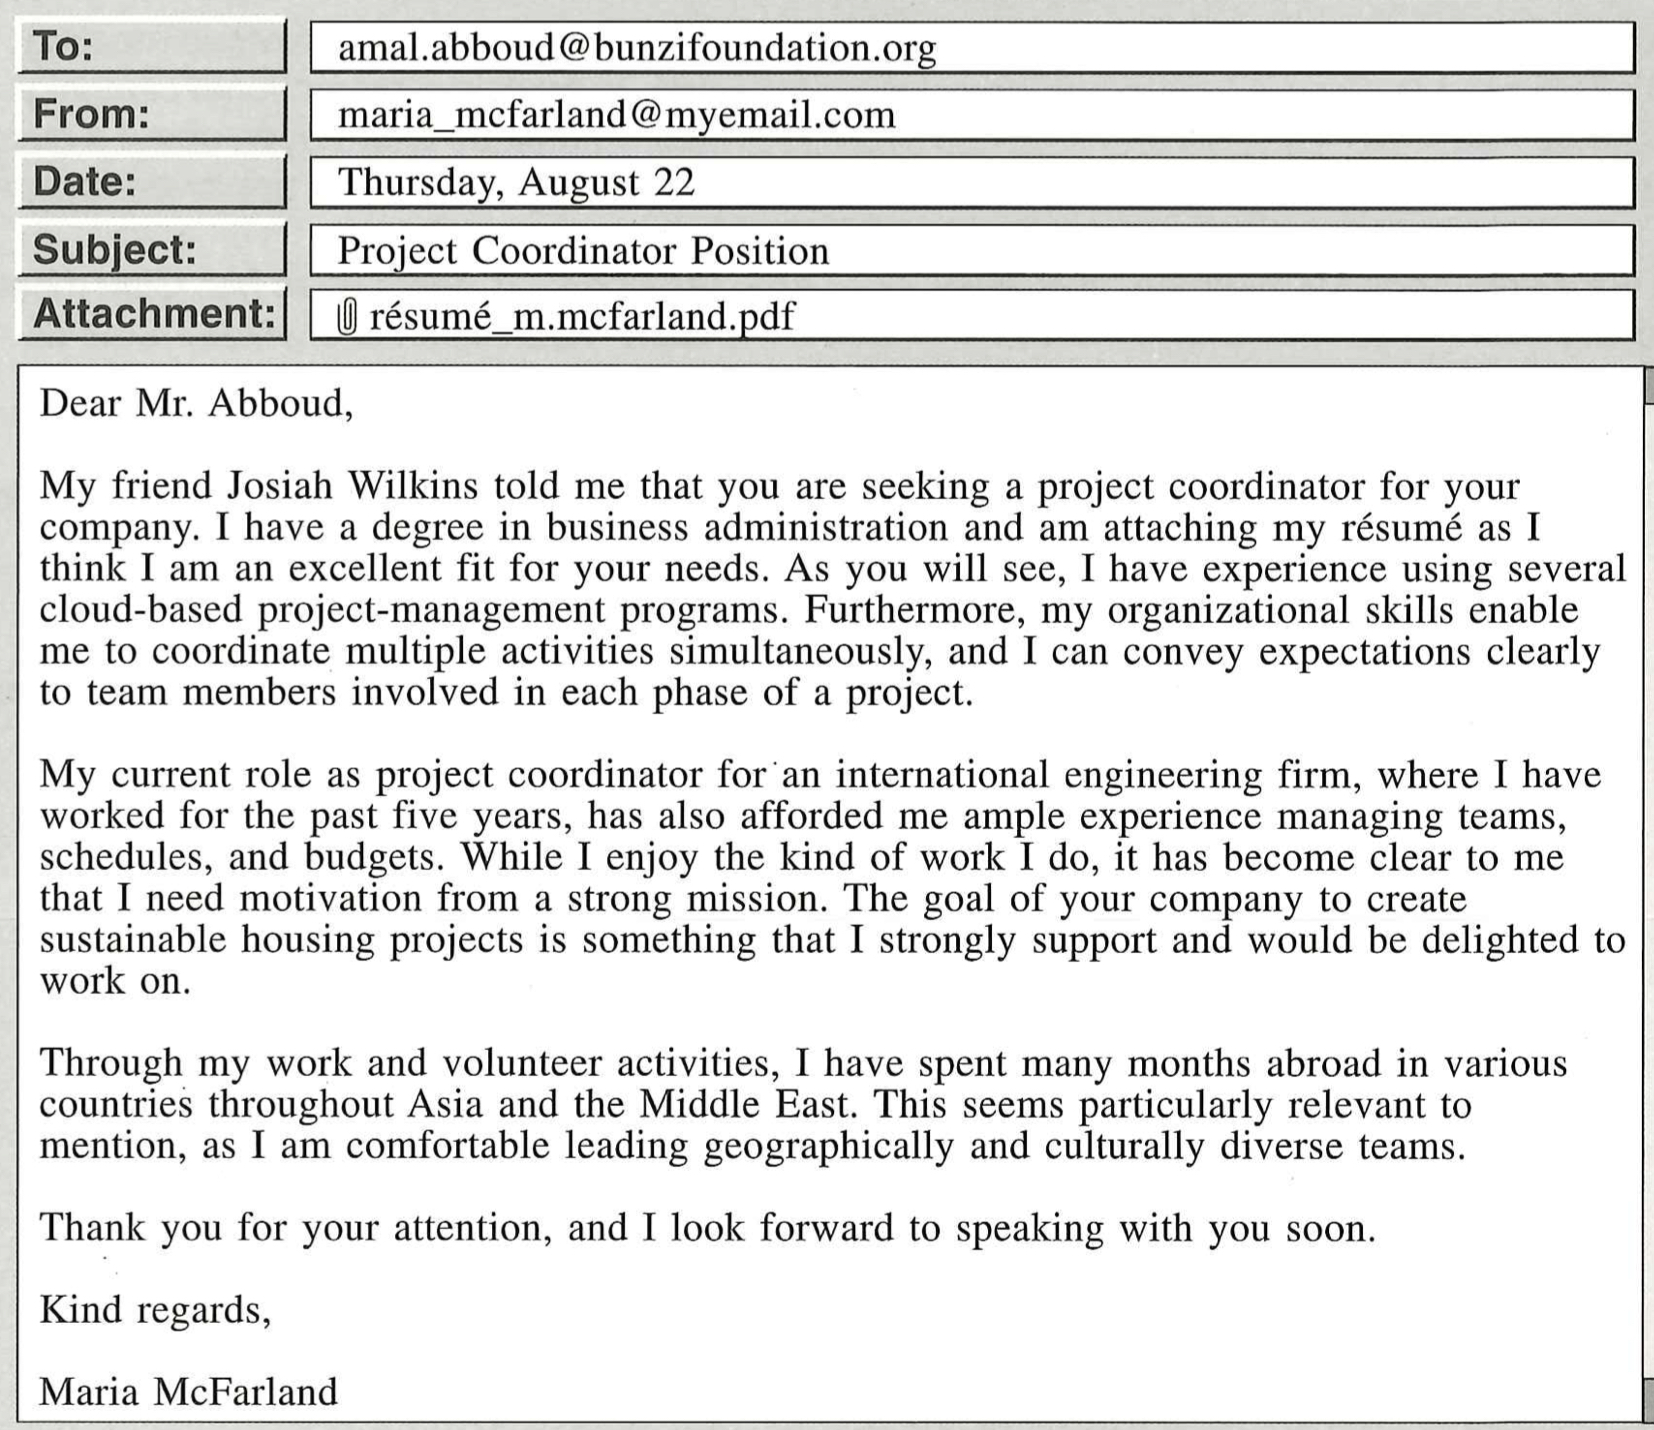 To: amal.abboud@bunzifoundation.org
From: maria_mcfarland@myemail.com
Date: Thursday, August 22
Subject: Project Coordinator Position
Attachment: résumé_m.mcfarland.pdf
Dear Mr. Abboud,
My friend Josiah Wilkins told me that you are seeking a project coordinator for your
company. I have a degree in business administration and am attaching my résumé as I
think I am an excellent fit for your needs. As you will see, I have experience using several
cloud-based project-management programs. Furthermore, my organizational skills enable
me to coordinate multiple activities simultaneously, and I can convey expectations clearly
to team members involved in each phase of a project.
My current role as project coordinator for an international engineering firm, where I have
worked for the past five years, has also afforded me ample experience managing teams,
schedules, and budgets. While I enjoy the kind of work I do, it has become clear to me
that I need motivation from a strong mission. The goal of your company to create
sustainable housing projects is something that I strongly support and would be delighted to
work on.
Through my work and volunteer activities, I have spent many months abroad in various
countries throughout Asia and the Middle East. This seems particularly relevant to
mention, as I am comfortable leading geographically and culturally diverse teams.
Thank you for your attention, and I look forward to speaking with you soon.
Kind regards,
Maria McFarland